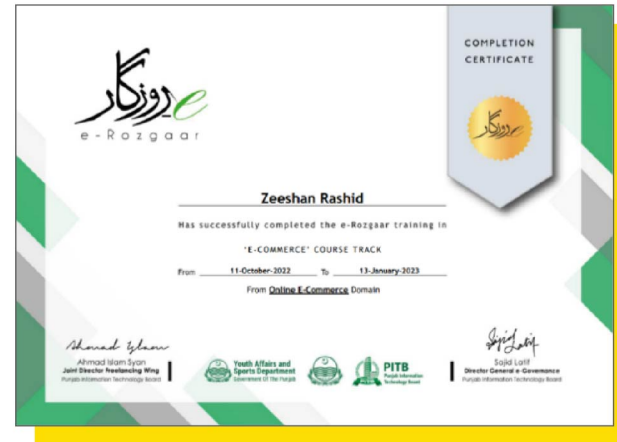 COMPLETION
CERTIFICATE
روزگار e
e-Rozgaar
Zeeshan Rashid
Has successfully completed the e-Rozgaar training in
"E-COMMERCE" COURSE TRACK
From 11-October-2022 To 13-January-2023
From Online E-Commerce Domain
Ahmad Islam Syan
Joint Director Freelancing Wing
Punjab Information Technology Board
Youth Affairs and
Sports Department
Government Of The Punjab
PITB
Punjab Information
Technology Board
Sajid Latif
Director General e-Governance
Punjab Information Technology Board